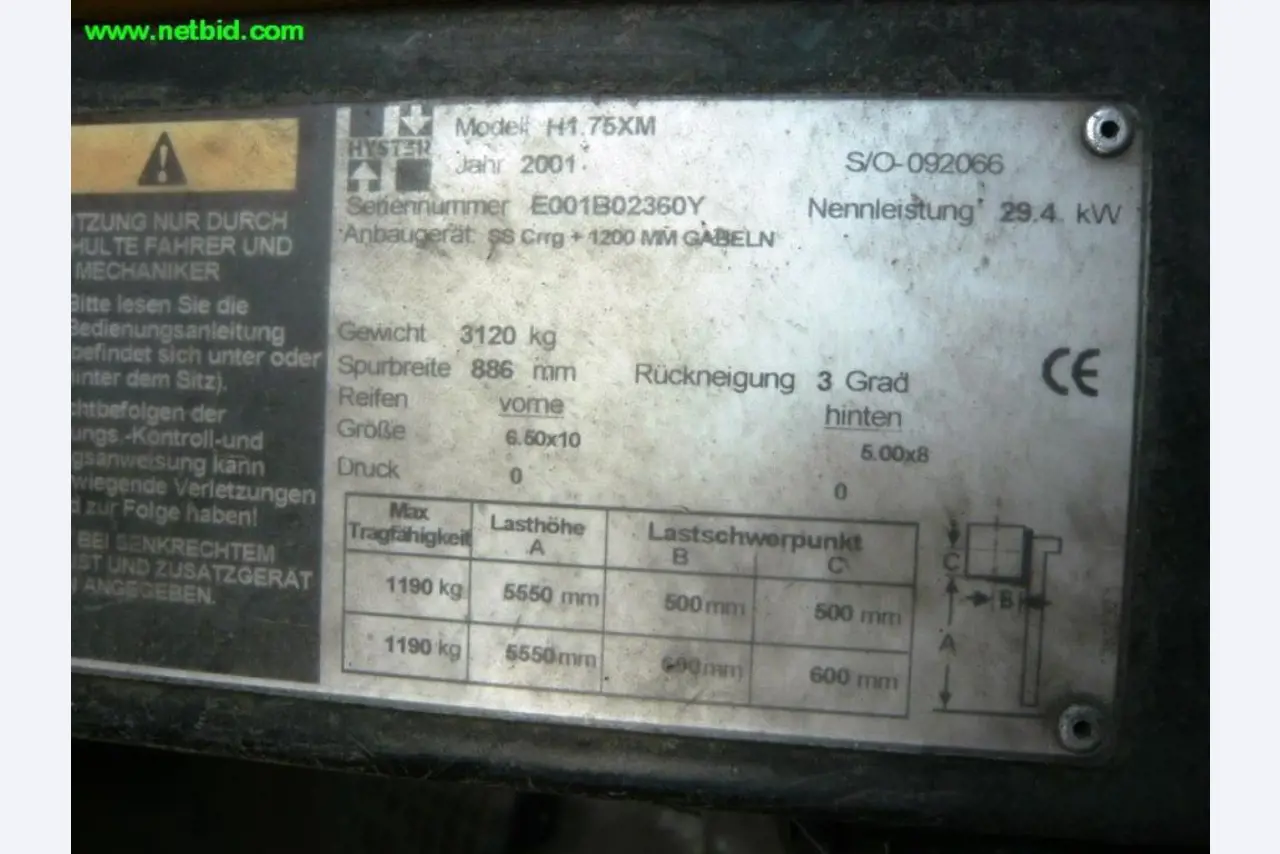 www.netbid.com
HYSTER
Modell H1.75XM
Jahr 2001
S/O-092066
Seriennummer E001B02360Y
Nennleistung 29.4 kW
Anbaugerät SS Crrg + 1200 MM GABELN
TZUNG NUR DURCH
HULTE FAHRER UND
MECHANIKER
Bitte lesen Sie die
Bedienungsanleitung
befindet sich unter oder
hinter dem Sitz).
chtbefolgen der
ungs.-Kontroll-und
gsanweisung kann
wiegende Verletzungen
d zur Folge haben!
BEI SENKRECHTEM
ST UND ZUSATZGERÄT
ANGEGEBEN.
Gewicht 3120 kg
Spurbreite 886 mm
Rückneigung 3 Grad
Reifen vorne hinten
Größe 6.50x10 5.00x8
Druck 0 0
CE
Max Tragfähigkeit Lasthöhe A Lastschwerpunkt B C
1190 kg 5550 mm 500 mm 500 mm
1190 kg 5550 mm 600 mm 600 mm
C
B
A